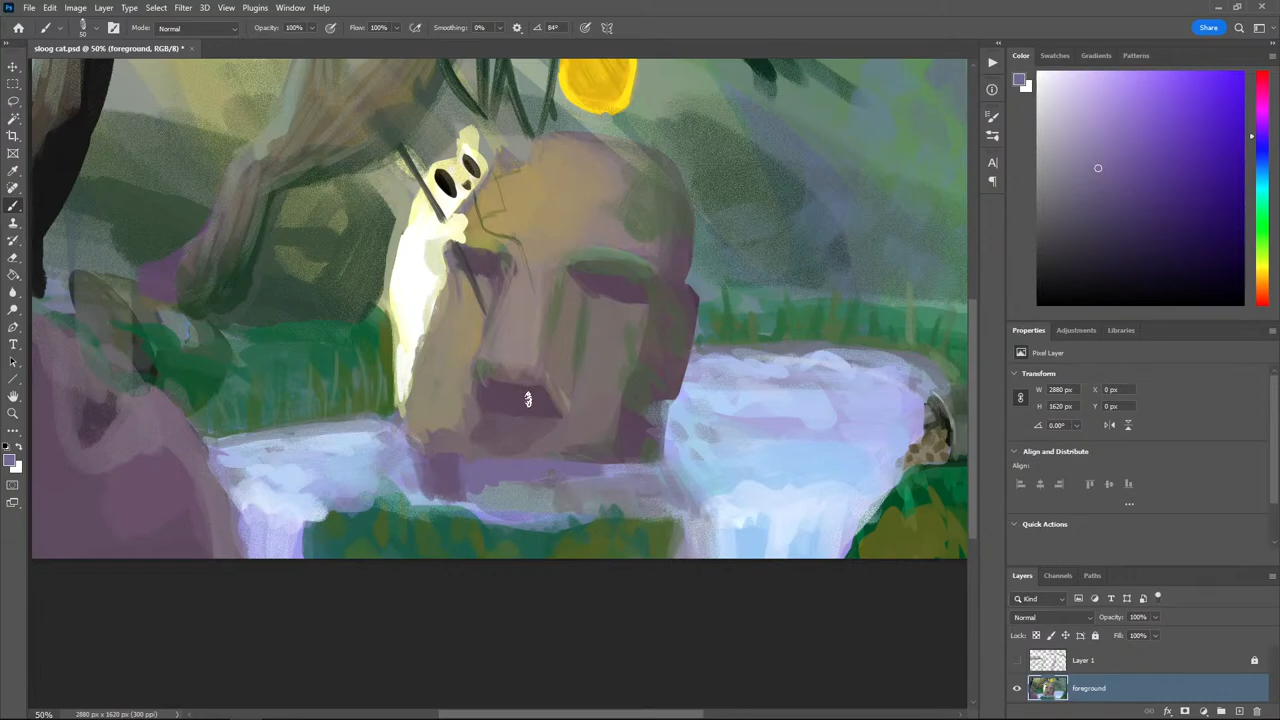 Ps File Edit Image Layer Type Select Filter 3D View Plugins Window Help
50 Mode: Normal Opacity: 100% Flow: 100% Smoothing: 0% 84° Share
sloog cat.psd @ 50% (foreground, RGB/8) *
Color Swatches Gradients Patterns
Properties Adjustments Libraries
Pixel Layer
Transform
W 2880 px X 0 px
H 1620 px Y 0 px
0.00°
Align and Distribute
Align:
Quick Actions
Layers Channels Paths
Kind
Normal Opacity: 100%
Lock: Fill: 100%
Layer 1
foreground
50% 2880 px x 1620 px (300 ppi)